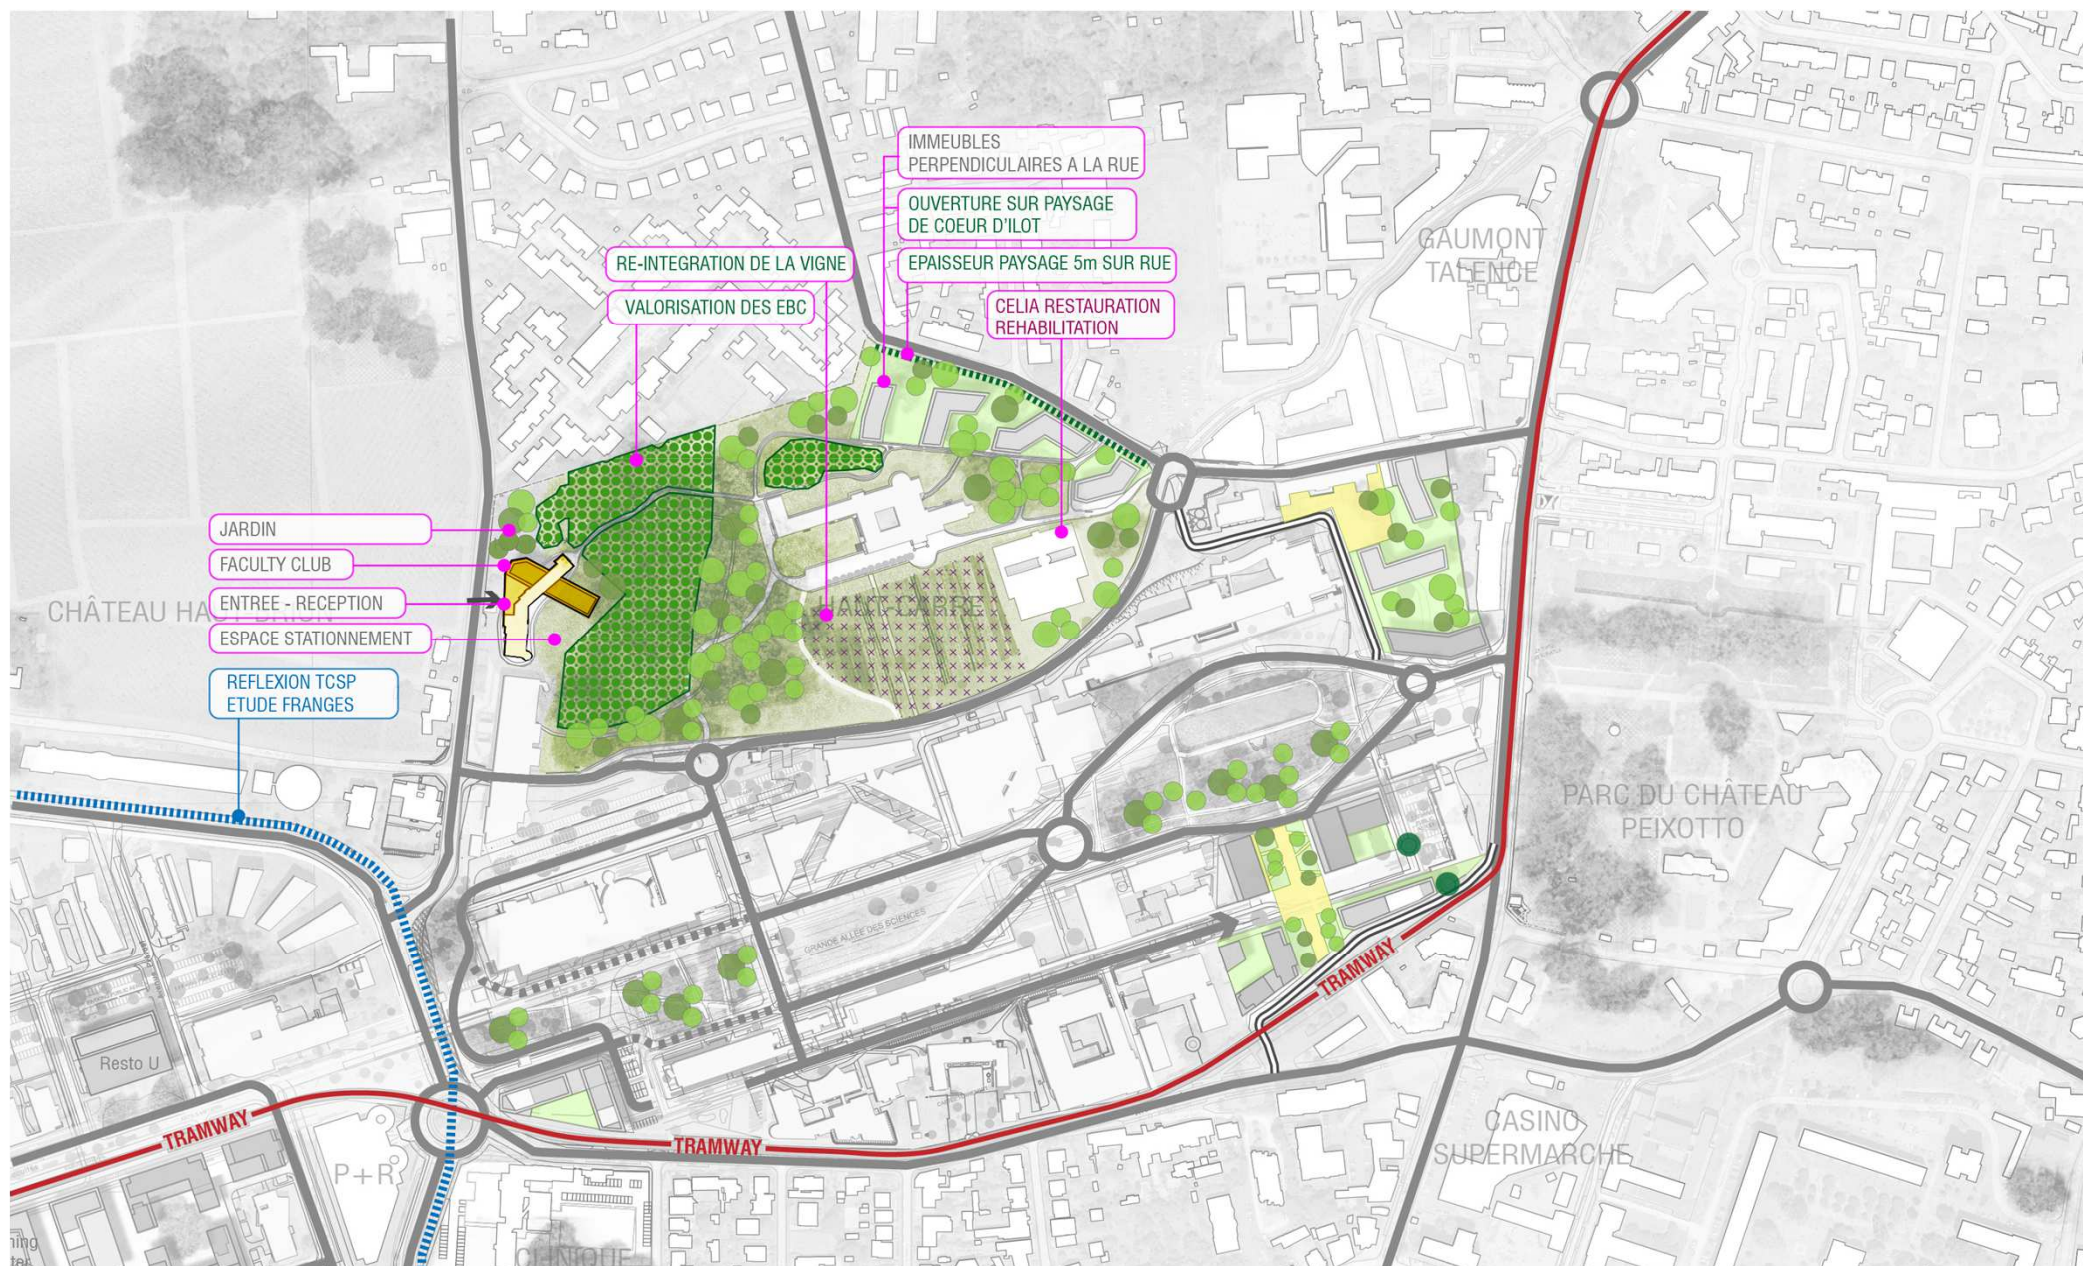 IMMEUBLES
PERPENDICULAIRES A LA RUE
OUVERTURE SUR PAYSAGE
DE COEUR D'ILOT
RE-INTEGRATION DE LA VIGNE
EPAISSEUR PAYSAGE 5m SUR RUE
VALORISATION DES EBC
CELIA RESTAURATION
REHABILITATION
GAUMONT
TALENCE
JARDIN
FACULTY CLUB
ENTREE - RECEPTION
CHÂTEAU HAUT BRION
ESPACE STATIONNEMENT
REFLEXION TCSP
ETUDE FRANGES
PARC DU CHÂTEAU
PEIXOTTO
GRANDE ALLÉE DES SCIENCES
TRAMWAY
Resto U
TRAMWAY
TRAMWAY
P+R
CASINO
SUPERMARCHE
CLINIQUE